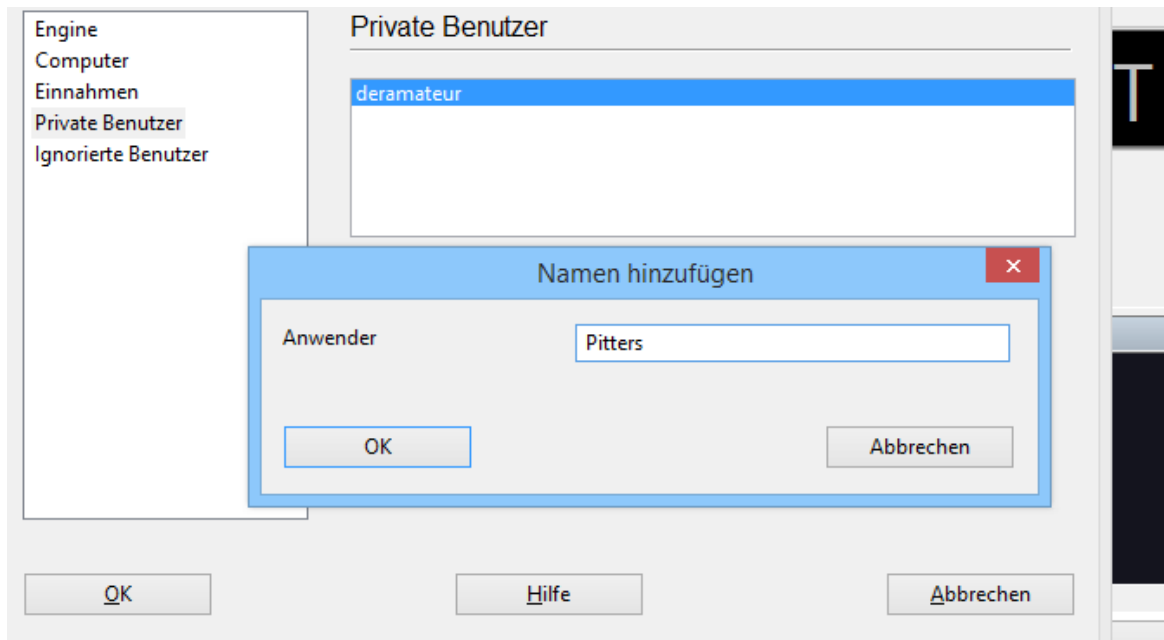 Engine
Computer
Einnahmen
Private Benutzer
Ignorierte Benutzer
Private Benutzer
deramateur
Namen hinzufügen
Anwender
Pitters
OK
Abbrechen
OK
Hilfe
Abbrechen
T